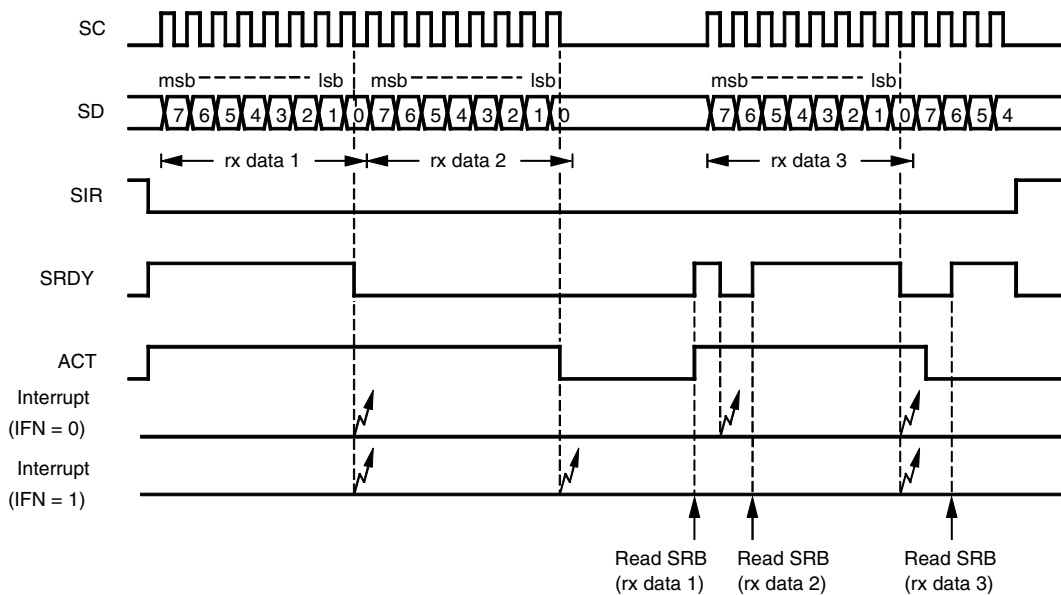 SC
msb lsb msb lsb msb lsb
SD 7 6 5 4 3 2 1 0 7 6 5 4 3 2 1 0 7 6 5 4 3 2 1 0 7 6 5 4
rx data 1 rx data 2 rx data 3
SIR
SRDY
ACT
Interrupt
(IFN = 0)
Interrupt
(IFN = 1)
Read SRB
(rx data 1)
Read SRB
(rx data 2)
Read SRB
(rx data 3)